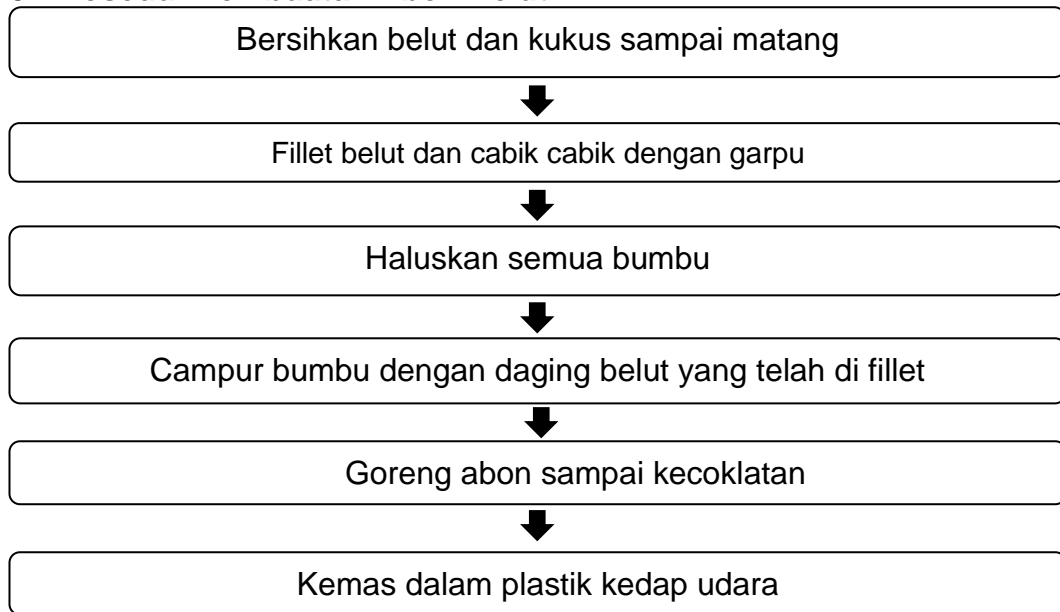 Bersihkan belut dan kukus sampai matang
Fillet belut dan cabik cabik dengan garpu
Haluskan semua bumbu
Campur bumbu dengan daging belut yang telah di fillet
Goreng abon sampai kecoklatan
Kemas dalam plastik kedap udara